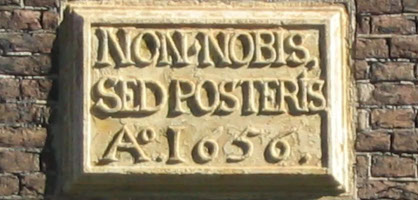 NON·NOBIS,
SED POSTERIS
Aº. 1656.